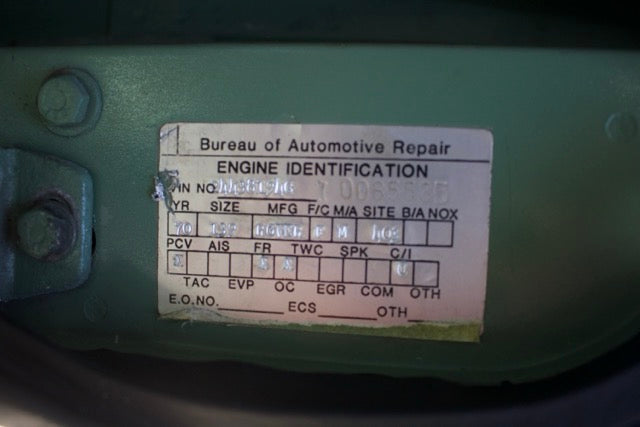 Bureau of Automotive Repair
ENGINE IDENTIFICATION
VIN NO
YR SIZE MFG F/C M/A SITE B/A NOX
70 F M
PCV AIS FR TWC SPK C/I
TAC EVP OC EGR COM OTH
E.O.NO. ECS OTH